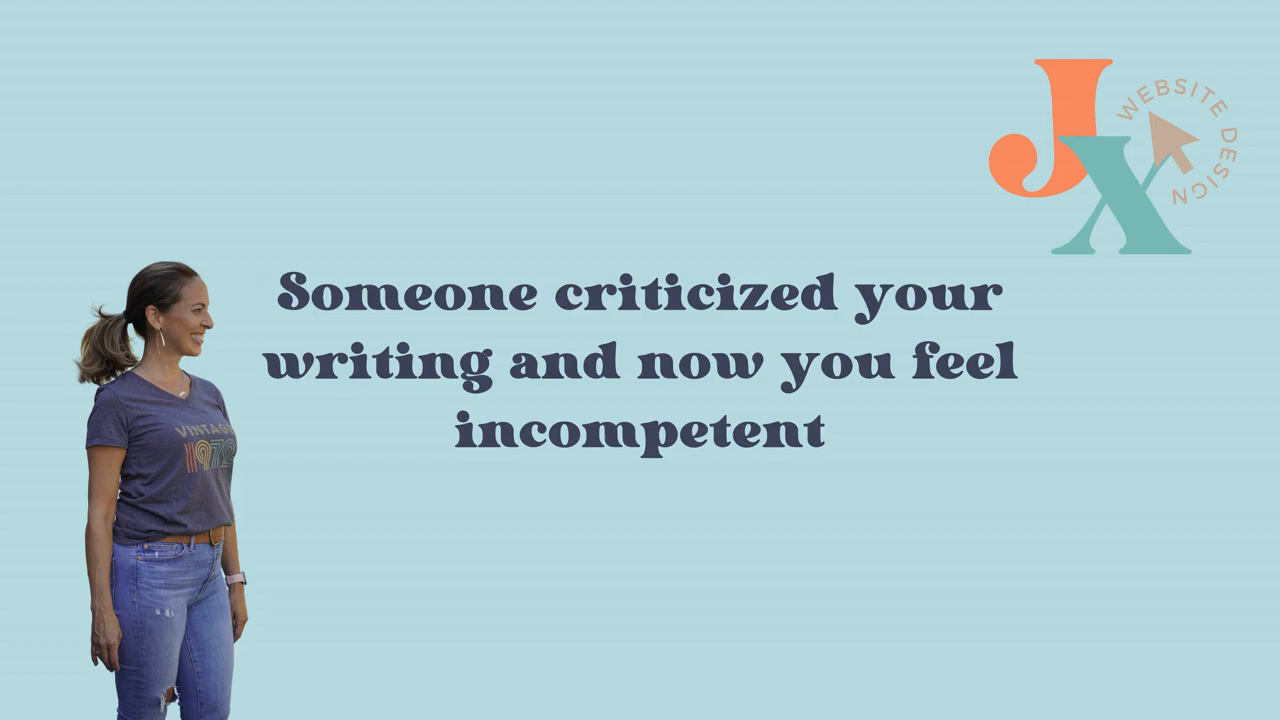 JX
WEBSITE DESIGN
Someone criticized your
writing and now you feel
incompetent
VINTAGE
1972